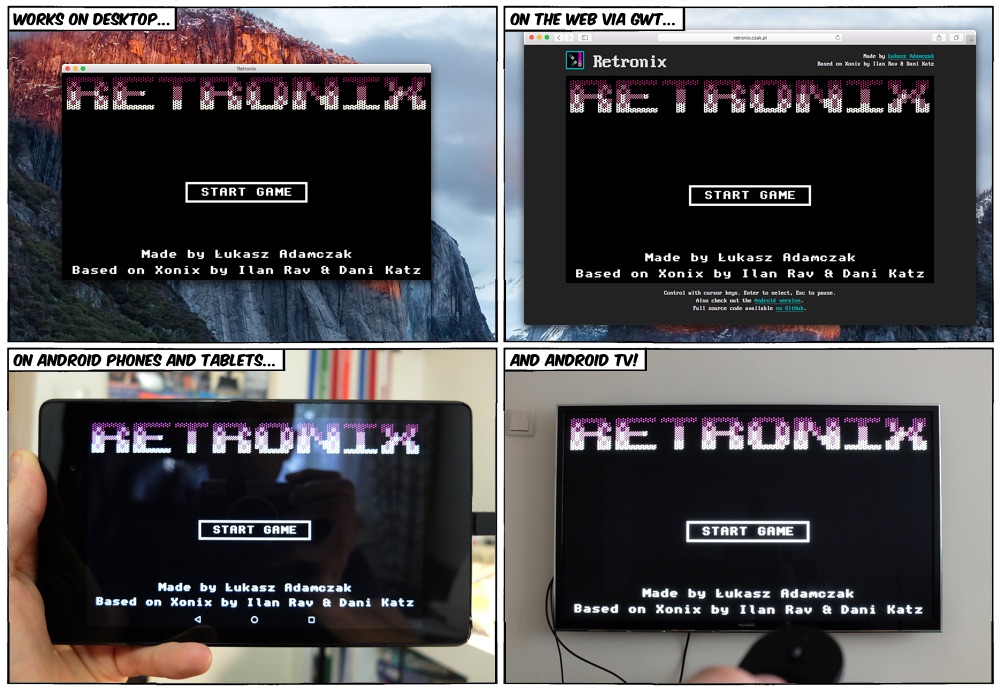 WORKS ON DESKTOP...
Retronix
RETRONIX
START GAME
Made by Łukasz Adamczak
Based on Xonix by Ilan Rav & Dani Katz
ON THE WEB VIA GWT...
retronix.czak.pl
Retronix
Made by Łukasz Adamczak
Based on Xonix by Ilan Rav & Dani Katz
RETRONIX
START GAME
Made by Łukasz Adamczak
Based on Xonix by Ilan Rav & Dani Katz
Control with cursor keys. Enter to select, Esc to pause.
Also check out the Android version.
Full source code available on GitHub.
ON ANDROID PHONES AND TABLETS...
RETRONIX
START GAME
Made by Łukasz Adamczak
Based on Xonix by Ilan Rav & Dani Katz
AND ANDROID TV!
RETRONIX
START GAME
Made by Łukasz Adamczak
Based on Xonix by Ilan Rav & Dani Katz